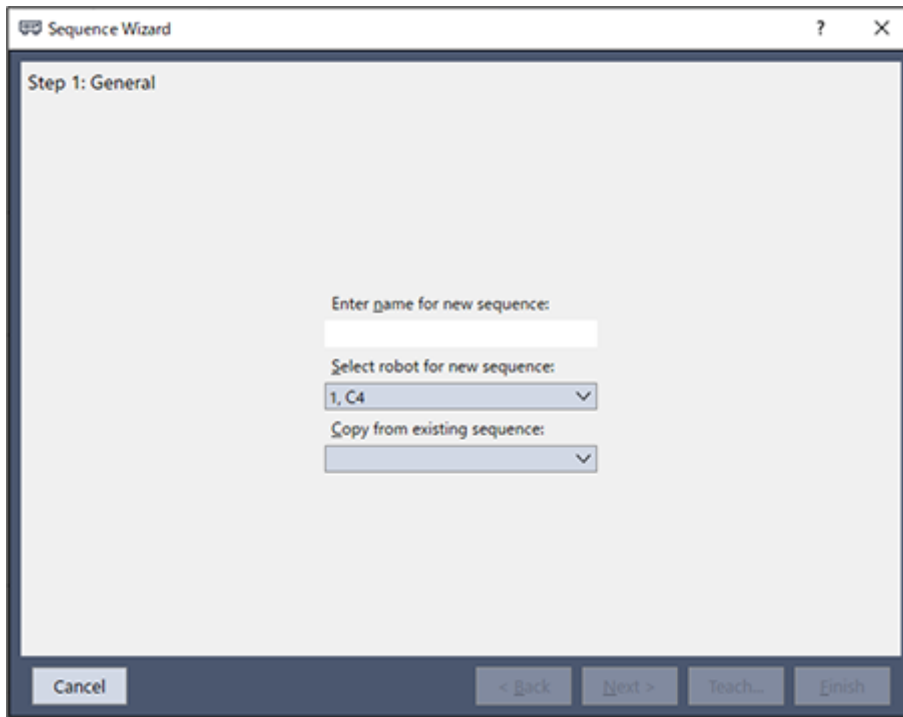 Sequence Wizard
?
Step 1: General
Enter name for new sequence:
Select robot for new sequence:
1, C4
Copy from existing sequence:
Cancel
< Back
Next >
Teach...
Finish